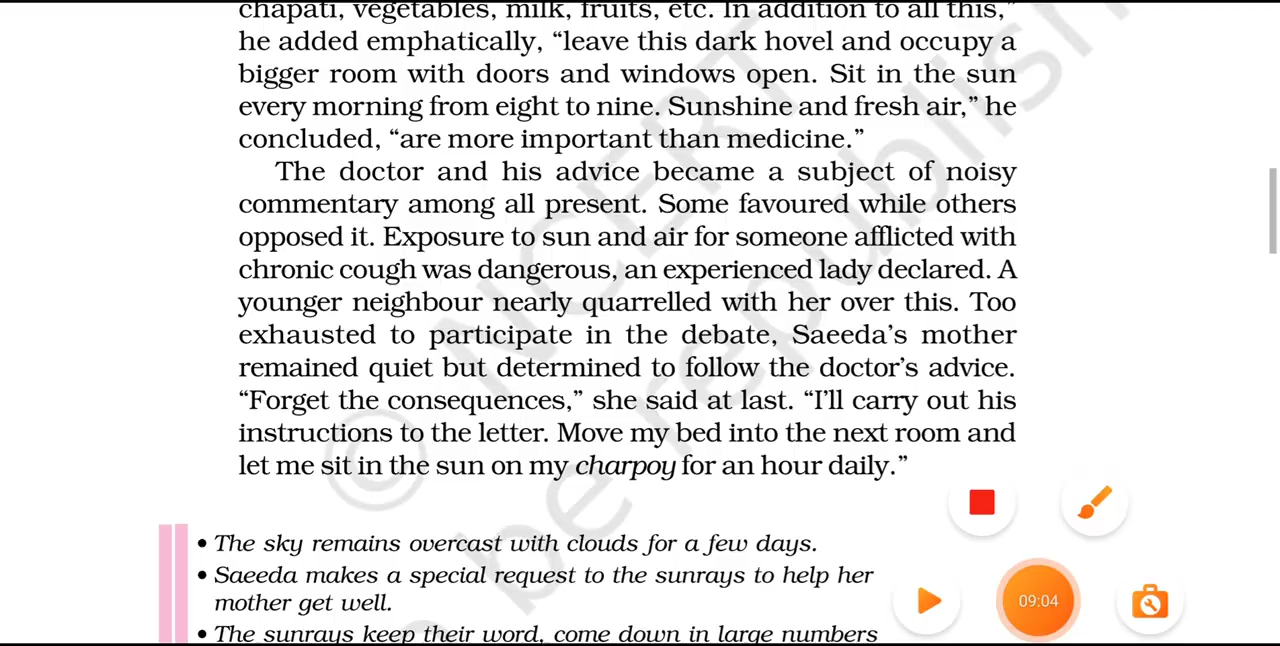 chapati, vegetables, milk, fruits, etc. In addition to all this,”
he added emphatically, “leave this dark hovel and occupy a
bigger room with doors and windows open. Sit in the sun
every morning from eight to nine. Sunshine and fresh air,” he
concluded, “are more important than medicine.”
The doctor and his advice became a subject of noisy
commentary among all present. Some favoured while others
opposed it. Exposure to sun and air for someone afflicted with
chronic cough was dangerous, an experienced lady declared. A
younger neighbour nearly quarrelled with her over this. Too
exhausted to participate in the debate, Saeeda’s mother
remained quiet but determined to follow the doctor’s advice.
“Forget the consequences,” she said at last. “I’ll carry out his
instructions to the letter. Move my bed into the next room and
let me sit in the sun on my charpoy for an hour daily.”
• The sky remains overcast with clouds for a few days.
• Saeeda makes a special request to the sunrays to help her
mother get well.
• The sunrays keep their word, come down in large numbers
09:04
© NCERT
be republish